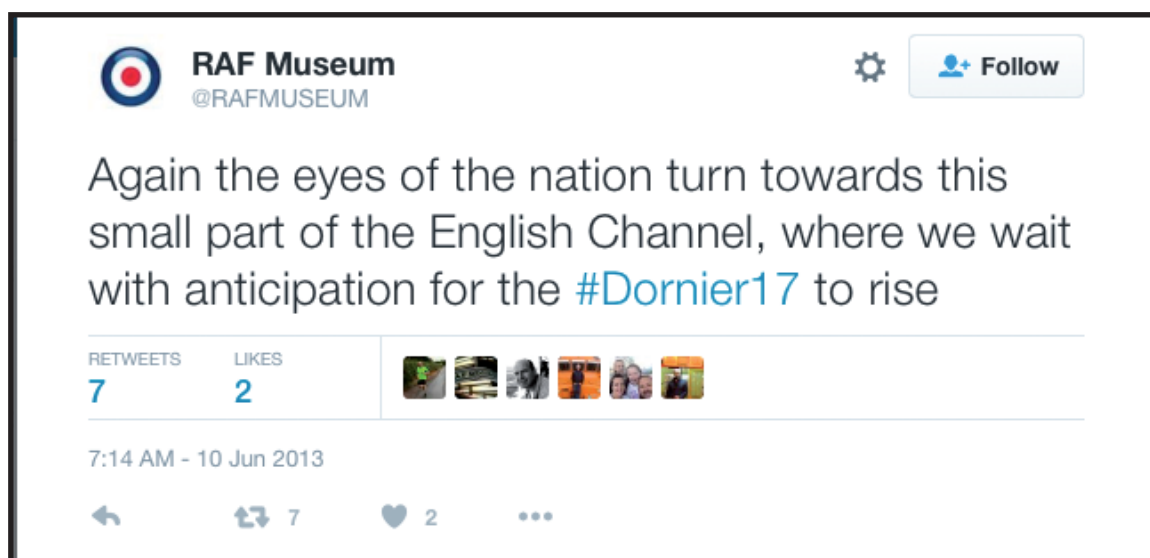 RAF Museum
@RAFMUSEUM
Follow
Again the eyes of the nation turn towards this
small part of the English Channel, where we wait
with anticipation for the #Dornier17 to rise
RETWEETS LIKES
7 2
7:14 AM - 10 Jun 2013
7 2